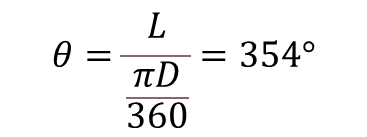 θ = L / (πD / 360) = 354°